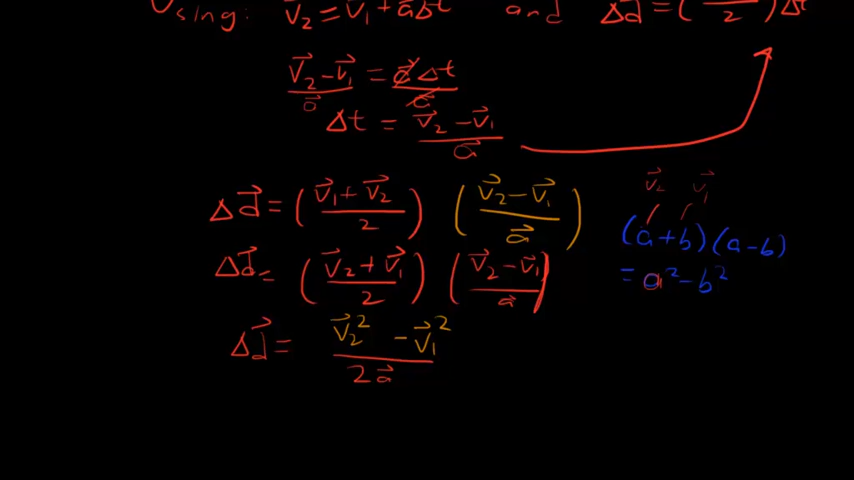 Using: v⃗₂ = v⃗₁ + a⃗Δt and Δd⃗ = ( /2 ) Δt
(v⃗₂ − v⃗₁)/a⃗ = a⃗Δt/a⃗
Δt = (v⃗₂ − v⃗₁)/a⃗
Δd⃗ = ((v⃗₁ + v⃗₂)/2) ((v⃗₂ − v⃗₁)/a⃗)
v⃗₂ v⃗₁
(a+b)(a−b)
= a² − b²
Δd⃗ = ((v⃗₂ + v⃗₁)/2) ((v⃗₂ − v⃗₁)/a⃗)
Δd⃗ = (v⃗₂² − v⃗₁²)/2a⃗